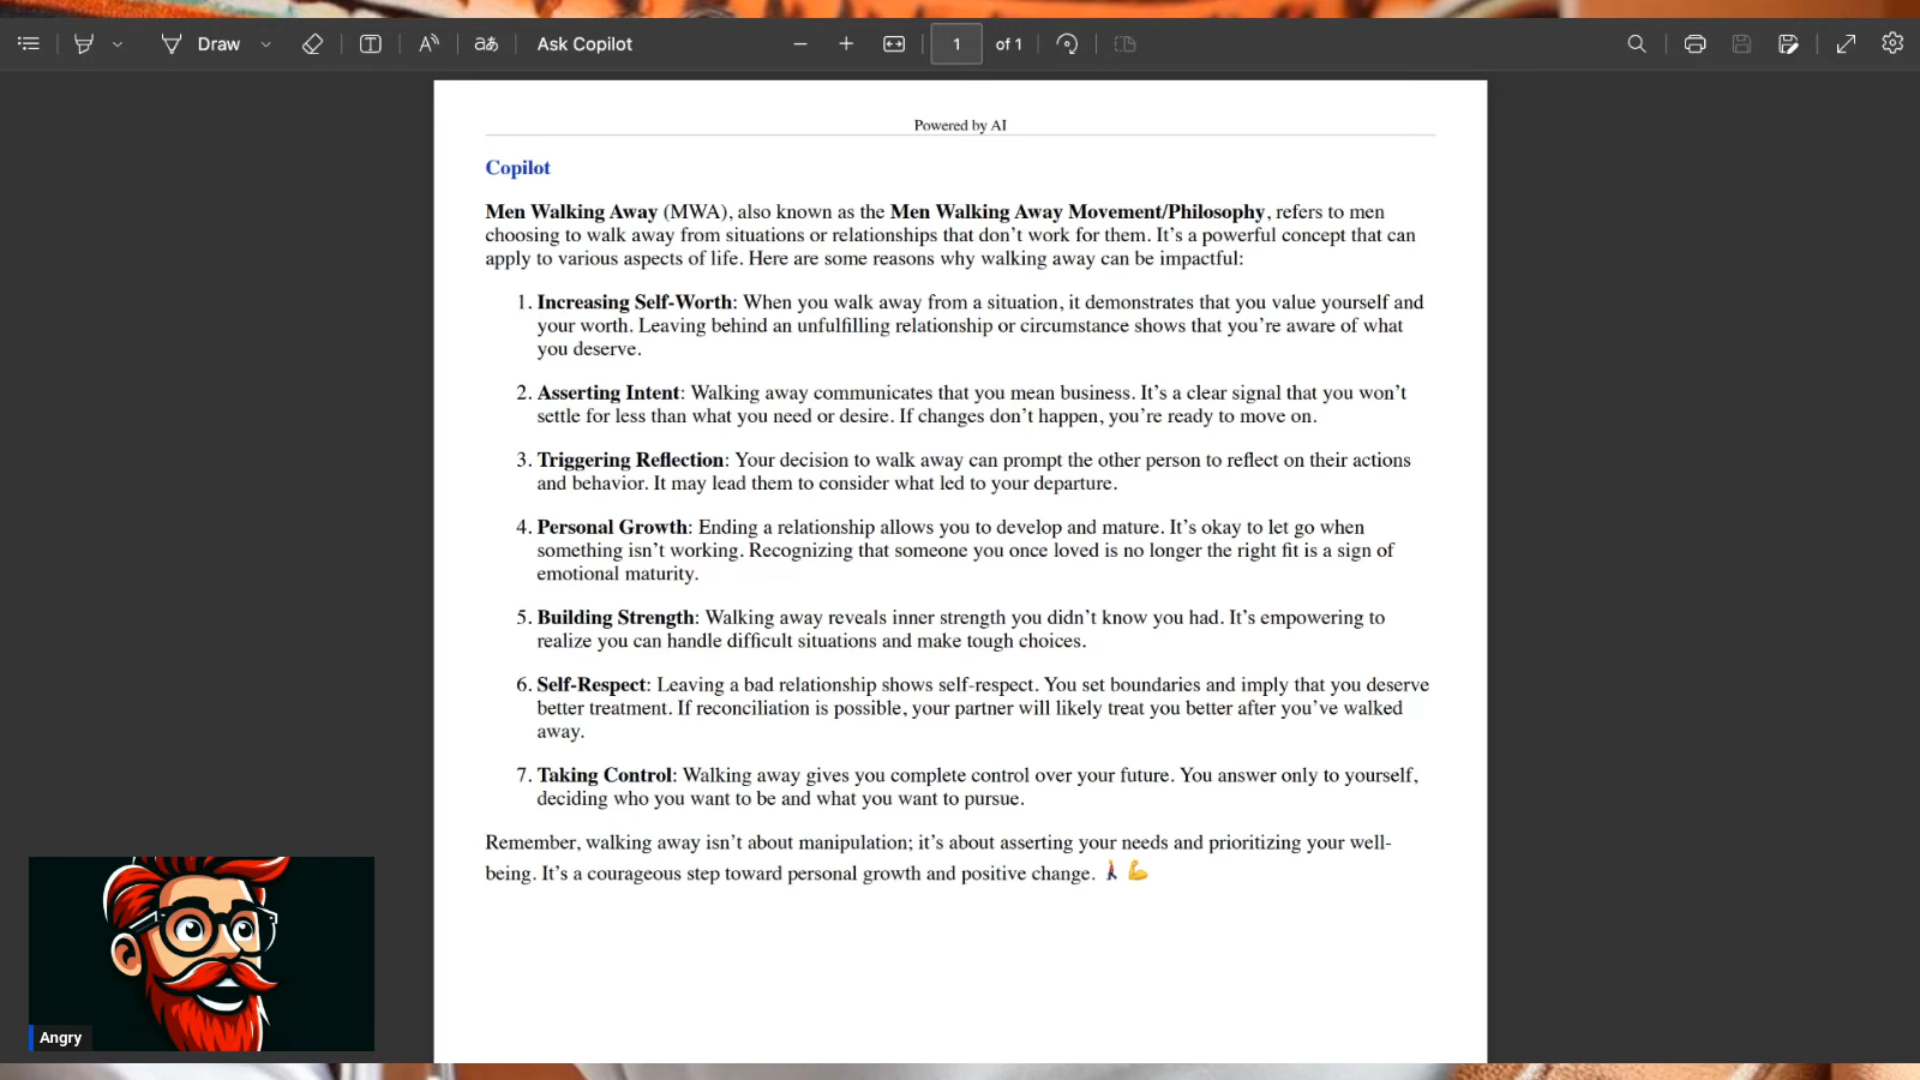 Draw
A
aあ
Ask Copilot
1
of 1
Powered by AI
Copilot
Men Walking Away (MWA), also known as the Men Walking Away Movement/Philosophy, refers to men
choosing to walk away from situations or relationships that don’t work for them. It’s a powerful concept that can
apply to various aspects of life. Here are some reasons why walking away can be impactful:
1. Increasing Self-Worth: When you walk away from a situation, it demonstrates that you value yourself and
your worth. Leaving behind an unfulfilling relationship or circumstance shows that you’re aware of what
you deserve.
2. Asserting Intent: Walking away communicates that you mean business. It’s a clear signal that you won’t
settle for less than what you need or desire. If changes don’t happen, you’re ready to move on.
3. Triggering Reflection: Your decision to walk away can prompt the other person to reflect on their actions
and behavior. It may lead them to consider what led to your departure.
4. Personal Growth: Ending a relationship allows you to develop and mature. It’s okay to let go when
something isn’t working. Recognizing that someone you once loved is no longer the right fit is a sign of
emotional maturity.
5. Building Strength: Walking away reveals inner strength you didn’t know you had. It’s empowering to
realize you can handle difficult situations and make tough choices.
6. Self-Respect: Leaving a bad relationship shows self-respect. You set boundaries and imply that you deserve
better treatment. If reconciliation is possible, your partner will likely treat you better after you’ve walked
away.
7. Taking Control: Walking away gives you complete control over your future. You answer only to yourself,
deciding who you want to be and what you want to pursue.
Remember, walking away isn’t about manipulation; it’s about asserting your needs and prioritizing your well-
being. It’s a courageous step toward personal growth and positive change.
Angry